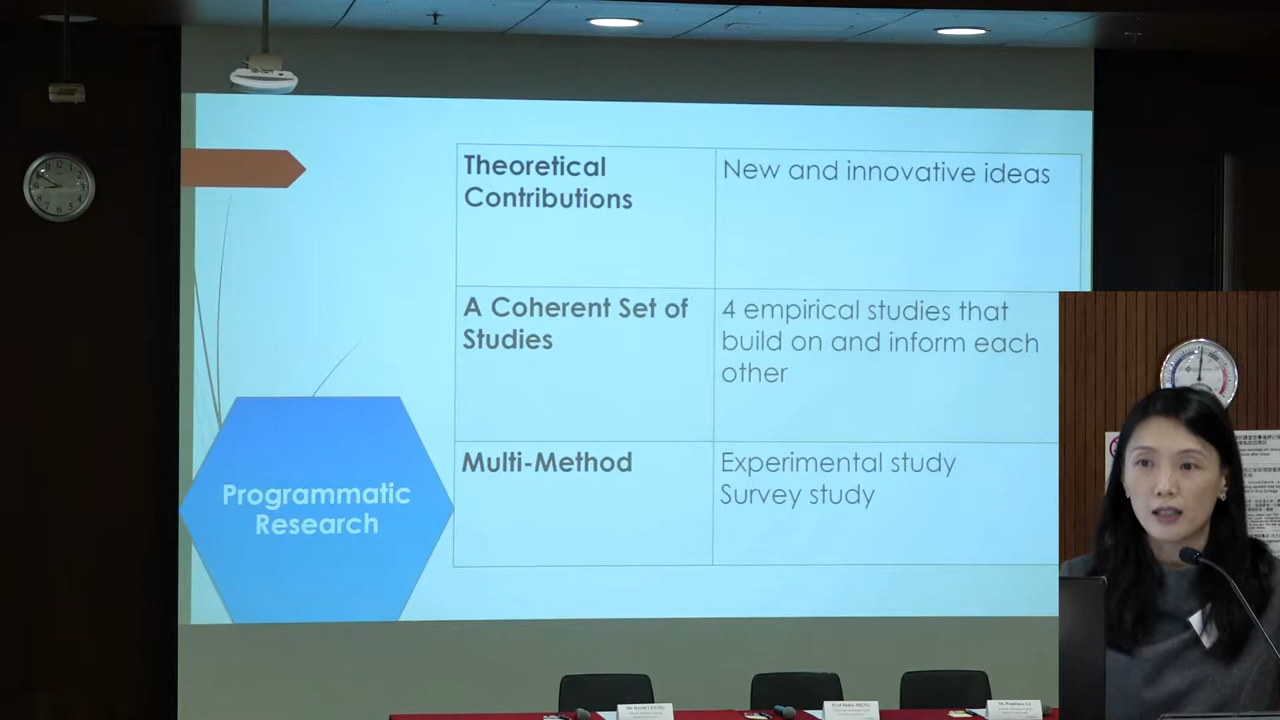 Theoretical
Contributions
New and innovative ideas
A Coherent Set of
Studies
4 empirical studies that
build on and inform each
other
Multi-Method
Experimental study
Survey study
Programmatic
Research